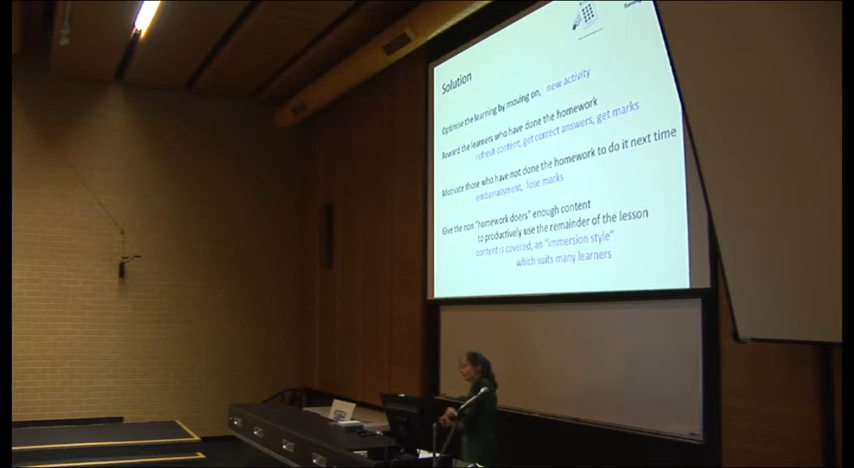 Solution
Optimise the learning by moving on, new activity
Reward the learners who have done the homework
refresh content, get correct answers, get marks
Motivate those who have not done the homework to do it next time
embarrassment, lose marks
Give the non "homework doers" enough content
to productively use the remainder of the lesson
content is covered, an "immersion style"
which suits many learners